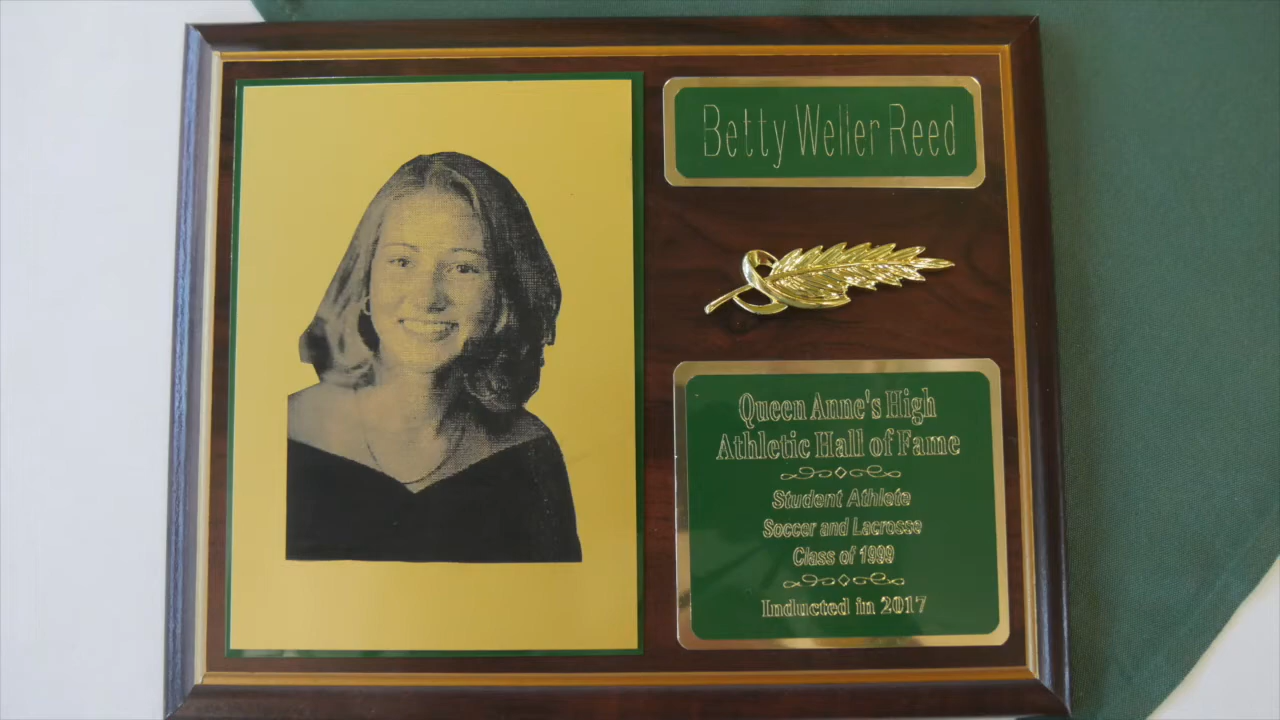 Betty Weller Reed
Queen Anne's High
Athletic Hall of Fame
Student Athlete
Soccer and Lacrosse
Class of 1999
Inducted in 2017